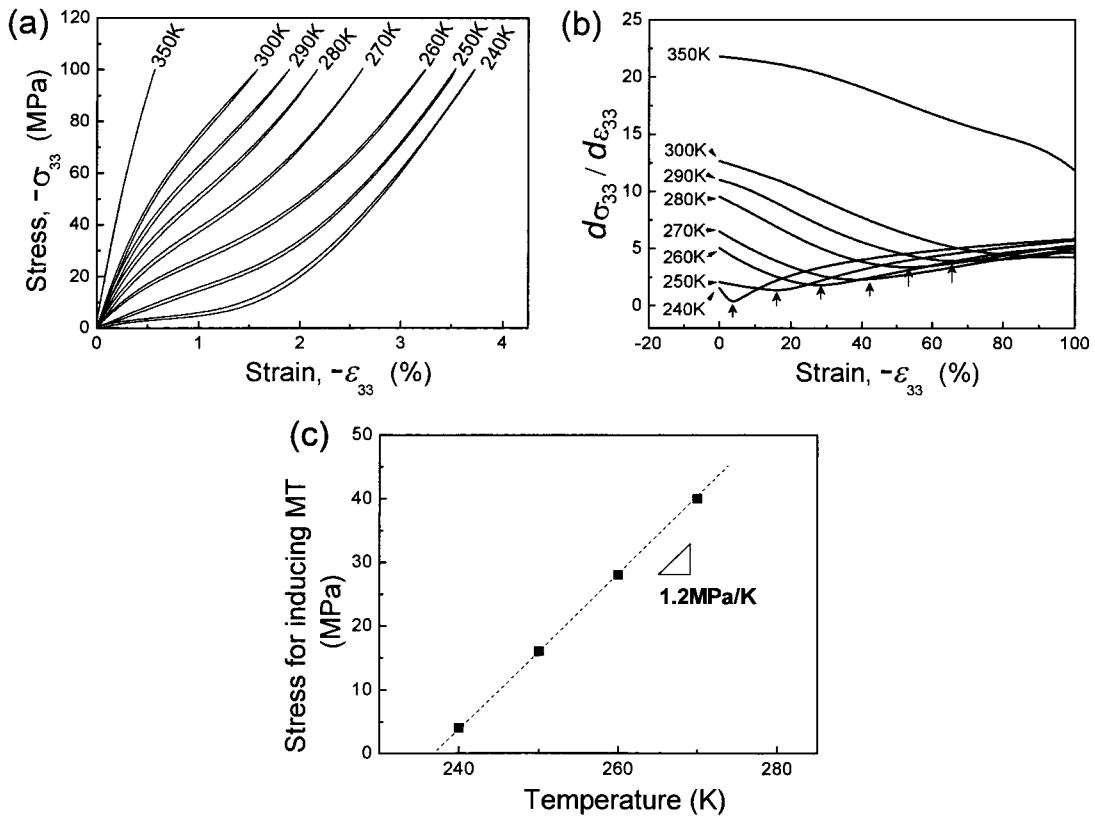 (a)
120
100
80
60
40
20
0
Stress, -σ33 (MPa)
350K
300K
290K
280K
270K
260K
250K
240K
0 1 2 3 4
Strain, -ε33 (%)
(b)
25
20
15
10
5
0
dσ33 / dε33
350K
300K
290K
280K
270K
260K
250K
240K
-20 0 20 40 60 80 100
Strain, -ε33 (%)
(c)
50
40
30
20
10
0
Stress for inducing MT
(MPa)
1.2MPa/K
240 260 280
Temperature (K)